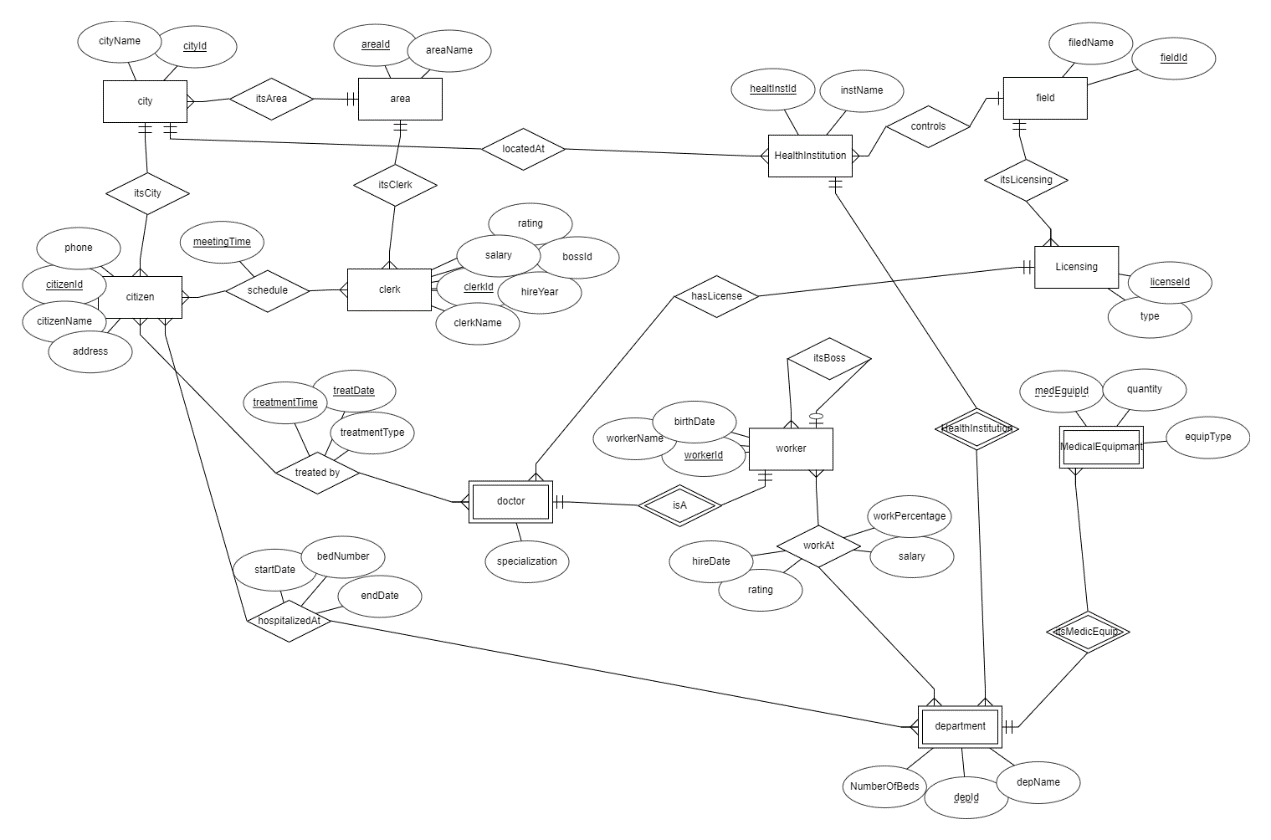 cityName
cityId
areaId
areaName
filedName
fieldId
city
itsArea
area
healtInstId
instName
field
controls
locatedAt
HealthInstitution
itsCity
itsClerk
itsLicensing
phone
meetingTime
rating
salary
bossId
citizenId
citizen
schedule
clerk
clerkId
hireYear
citizenName
clerkName
address
hasLicense
Licensing
licenseId
type
itsBoss
treatmentTime
treatDate
treatmentType
treated by
workerName
birthDate
workerId
worker
HealthInstitution
medEquipId
quantity
MedicalEquipmant
equipType
doctor
isA
specialization
workPercentage
workAt
salary
hireDate
rating
startDate
bedNumber
endDate
hospitalizedAt
itsMedicEquip
department
NumberOfBeds
depId
depName